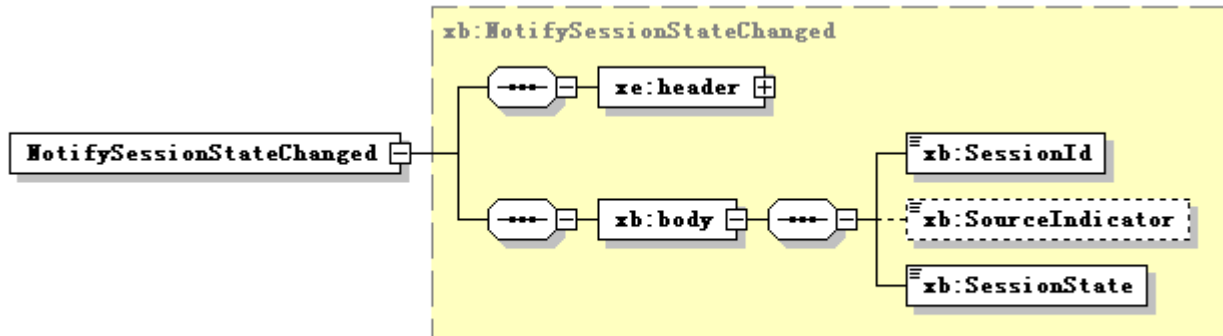 xb:NotifySessionStateChanged
xe:header
NotifySessionStateChanged
xb:SessionId
xb:body
xb:SourceIndicator
xb:SessionState